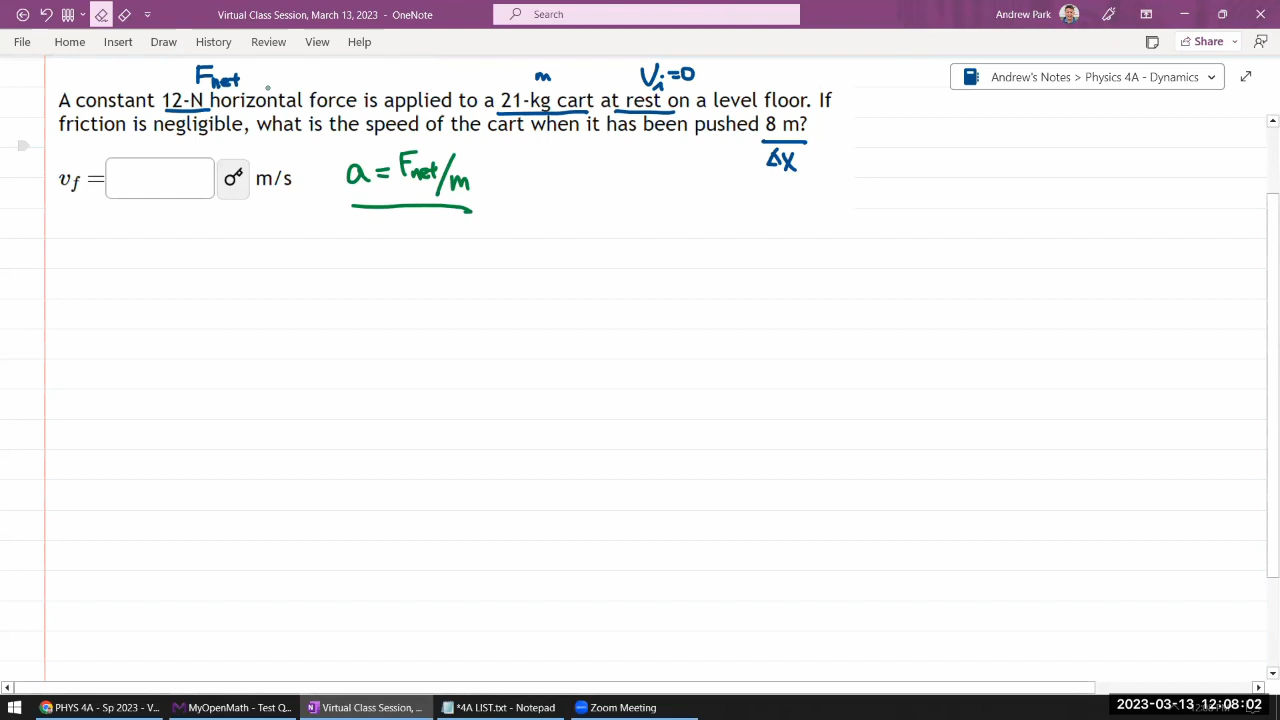 Virtual Class Session, March 13, 2023 - OneNote
Search
Andrew Park
File Home Insert Draw History Review View Help
Share
Andrew's Notes > Physics 4A - Dynamics
F_net m V_i=0
A constant 12-N horizontal force is applied to a 21-kg cart at rest on a level floor. If
friction is negligible, what is the speed of the cart when it has been pushed 8 m?
Δx
v_f = m/s
a = F_net/m
PHYS 4A - Sp 2023 - V...
MyOpenMath - Test Q...
Virtual Class Session, ...
*4A LIST.txt - Notepad
Zoom Meeting
2023-03-13 12:08:02